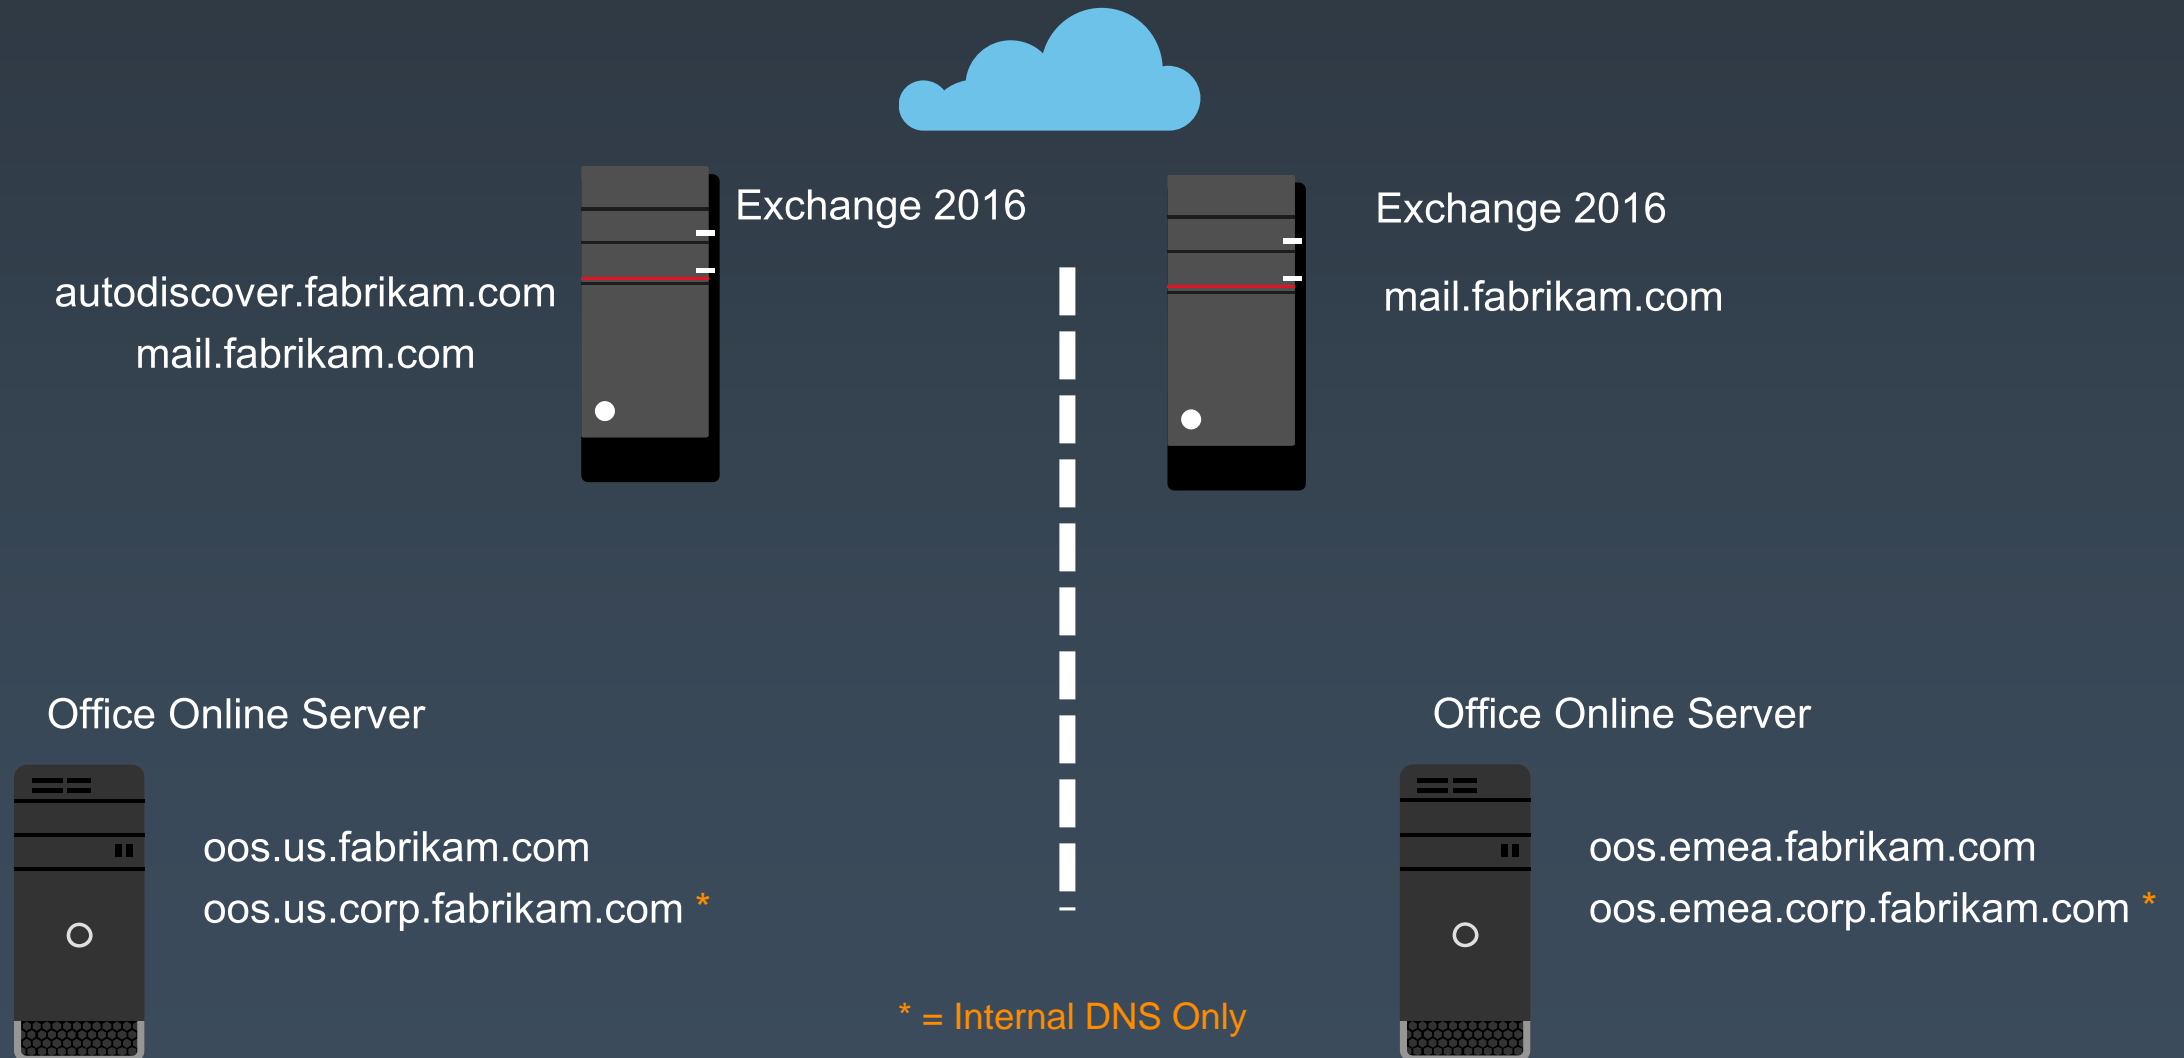 Exchange 2016
autodiscover.fabrikam.com
mail.fabrikam.com
Exchange 2016
mail.fabrikam.com
Office Online Server
oos.us.fabrikam.com
oos.us.corp.fabrikam.com *
Office Online Server
oos.emea.fabrikam.com
oos.emea.corp.fabrikam.com *
* = Internal DNS Only